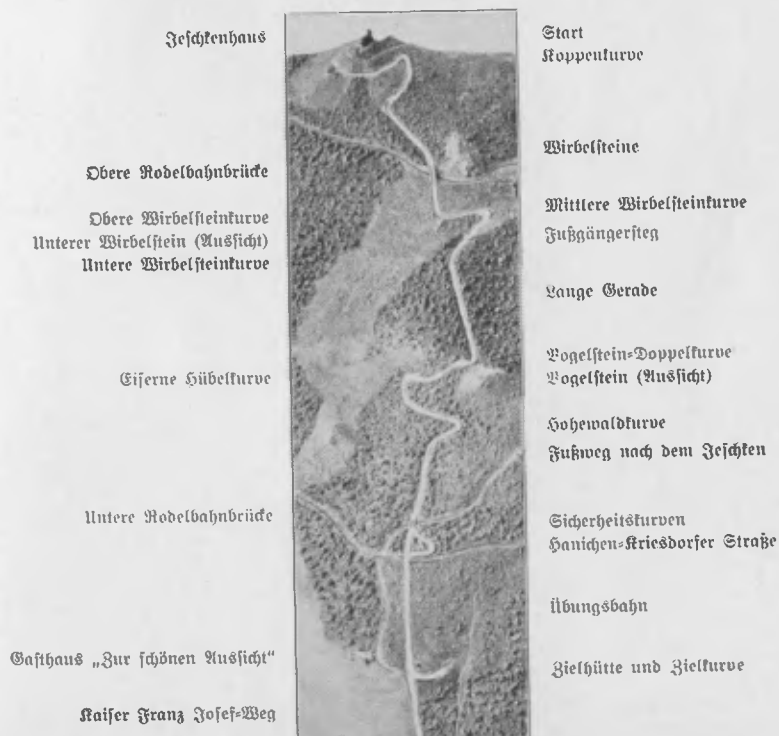 Jeschkenhaus
Obere Rodelbahnbrücke
Obere Wirbelsteinkurve
Unterer Wirbelstein (Aussicht)
Untere Wirbelsteinkurve
Eiserne Hübelkurve
Untere Rodelbahnbrücke
Gasthaus „Zur schönen Aussicht“
Kaiser Franz Josef=Weg
Start
Koppenkurve
Wirbelsteine
Mittlere Wirbelsteinkurve
Fußgängersteg
Lange Gerade
Vogelstein=Doppelkurve
Vogelstein (Aussicht)
Hohewaldkurve
Fußweg nach dem Jeschken
Sicherheitskurven
Hanichen=Kriesdorfer Straße
Übungsbahn
Zielhütte und Zielkurve